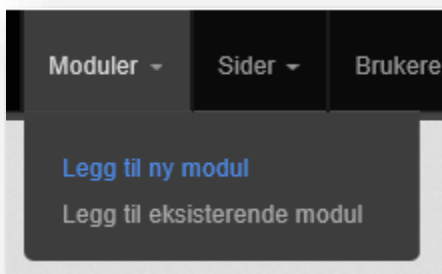 Moduler Sider Brukere
Legg til ny modul
Legg til eksisterende modul